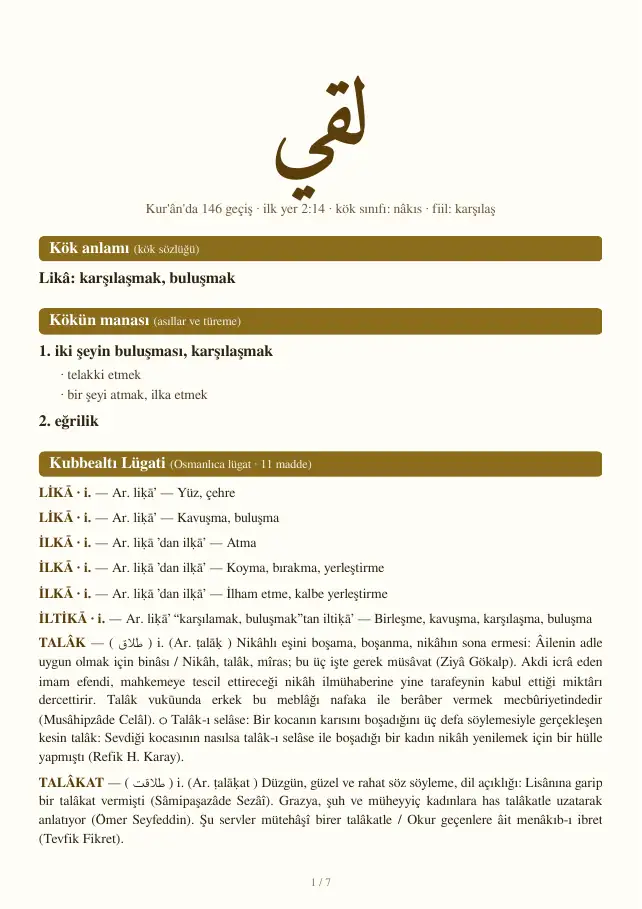 لقي
Kur'ân'da 146 geçiş · ilk yer 2:14 · kök sınıfı: nâkıs · fiil: karşılaş
Kök anlamı (kök sözlüğü)
Likâ: karşılaşmak, buluşmak
Kökün manası (asıllar ve türeme)
1. iki şeyin buluşması, karşılaşmak
· telakki etmek
· bir şeyi atmak, ilka etmek
2. eğrilik
Kubbealtı Lügati (Osmanlıca lügat · 11 madde)
LİKĀ · i. — Ar. liḳā’ — Yüz, çehre
LİKĀ · i. — Ar. liḳā’ — Kavuşma, buluşma
İLKĀ · i. — Ar. liḳā ’dan ilḳā’ — Atma
İLKĀ · i. — Ar. liḳā ’dan ilḳā’ — Koyma, bırakma, yerleştirme
İLKĀ · i. — Ar. liḳā ’dan ilḳā’ — İlham etme, kalbe yerleştirme
İLTİKĀ · i. — Ar. liḳā’ “karşılamak, buluşmak”tan iltiḳā’ — Birleşme, kavuşma, karşılaşma, buluşma
TALÂK — ( طلاق ) i. (Ar. ṭalāḳ ) Nikâhlı eşini boşama, boşanma, nikâhın sona ermesi: Âilenin adle
uygun olmak için binâsı / Nikâh, talâk, mîras; bu üç işte gerek müsâvat (Ziyâ Gökalp). Akdi icrâ eden
imam efendi, mahkemeye tescil ettireceği nikâh ilmühaberine yine tarafeynin kabul ettiği miktârı
dercettirir. Talâk vukūunda erkek bu meblâğı nafaka ile berâber vermek mecbûriyetindedir
(Musâhipzâde Celâl). ο Talâk-ı selâse: Bir kocanın karısını boşadığını üç defa söylemesiyle gerçekleşen
kesin talâk: Sevdiği kocasının nasılsa talâk-ı selâse ile boşadığı bir kadın nikâh yenilemek için bir hülle
yapmıştı (Refik H. Karay).
TALÂKAT — ( طلاقت ) i. (Ar. ṭalāḳat ) Düzgün, güzel ve rahat söz söyleme, dil açıklığı: Lisânına garip
bir talâkat vermişti (Sâmipaşazâde Sezâî). Grazya, şuh ve müheyyiç kadınlara has talâkatle uzatarak
anlatıyor (Ömer Seyfeddin). Şu servler mütehâşî birer talâkatle / Okur geçenlere âit menâkıb-ı ibret
(Tevfik Fikret).
1 / 7